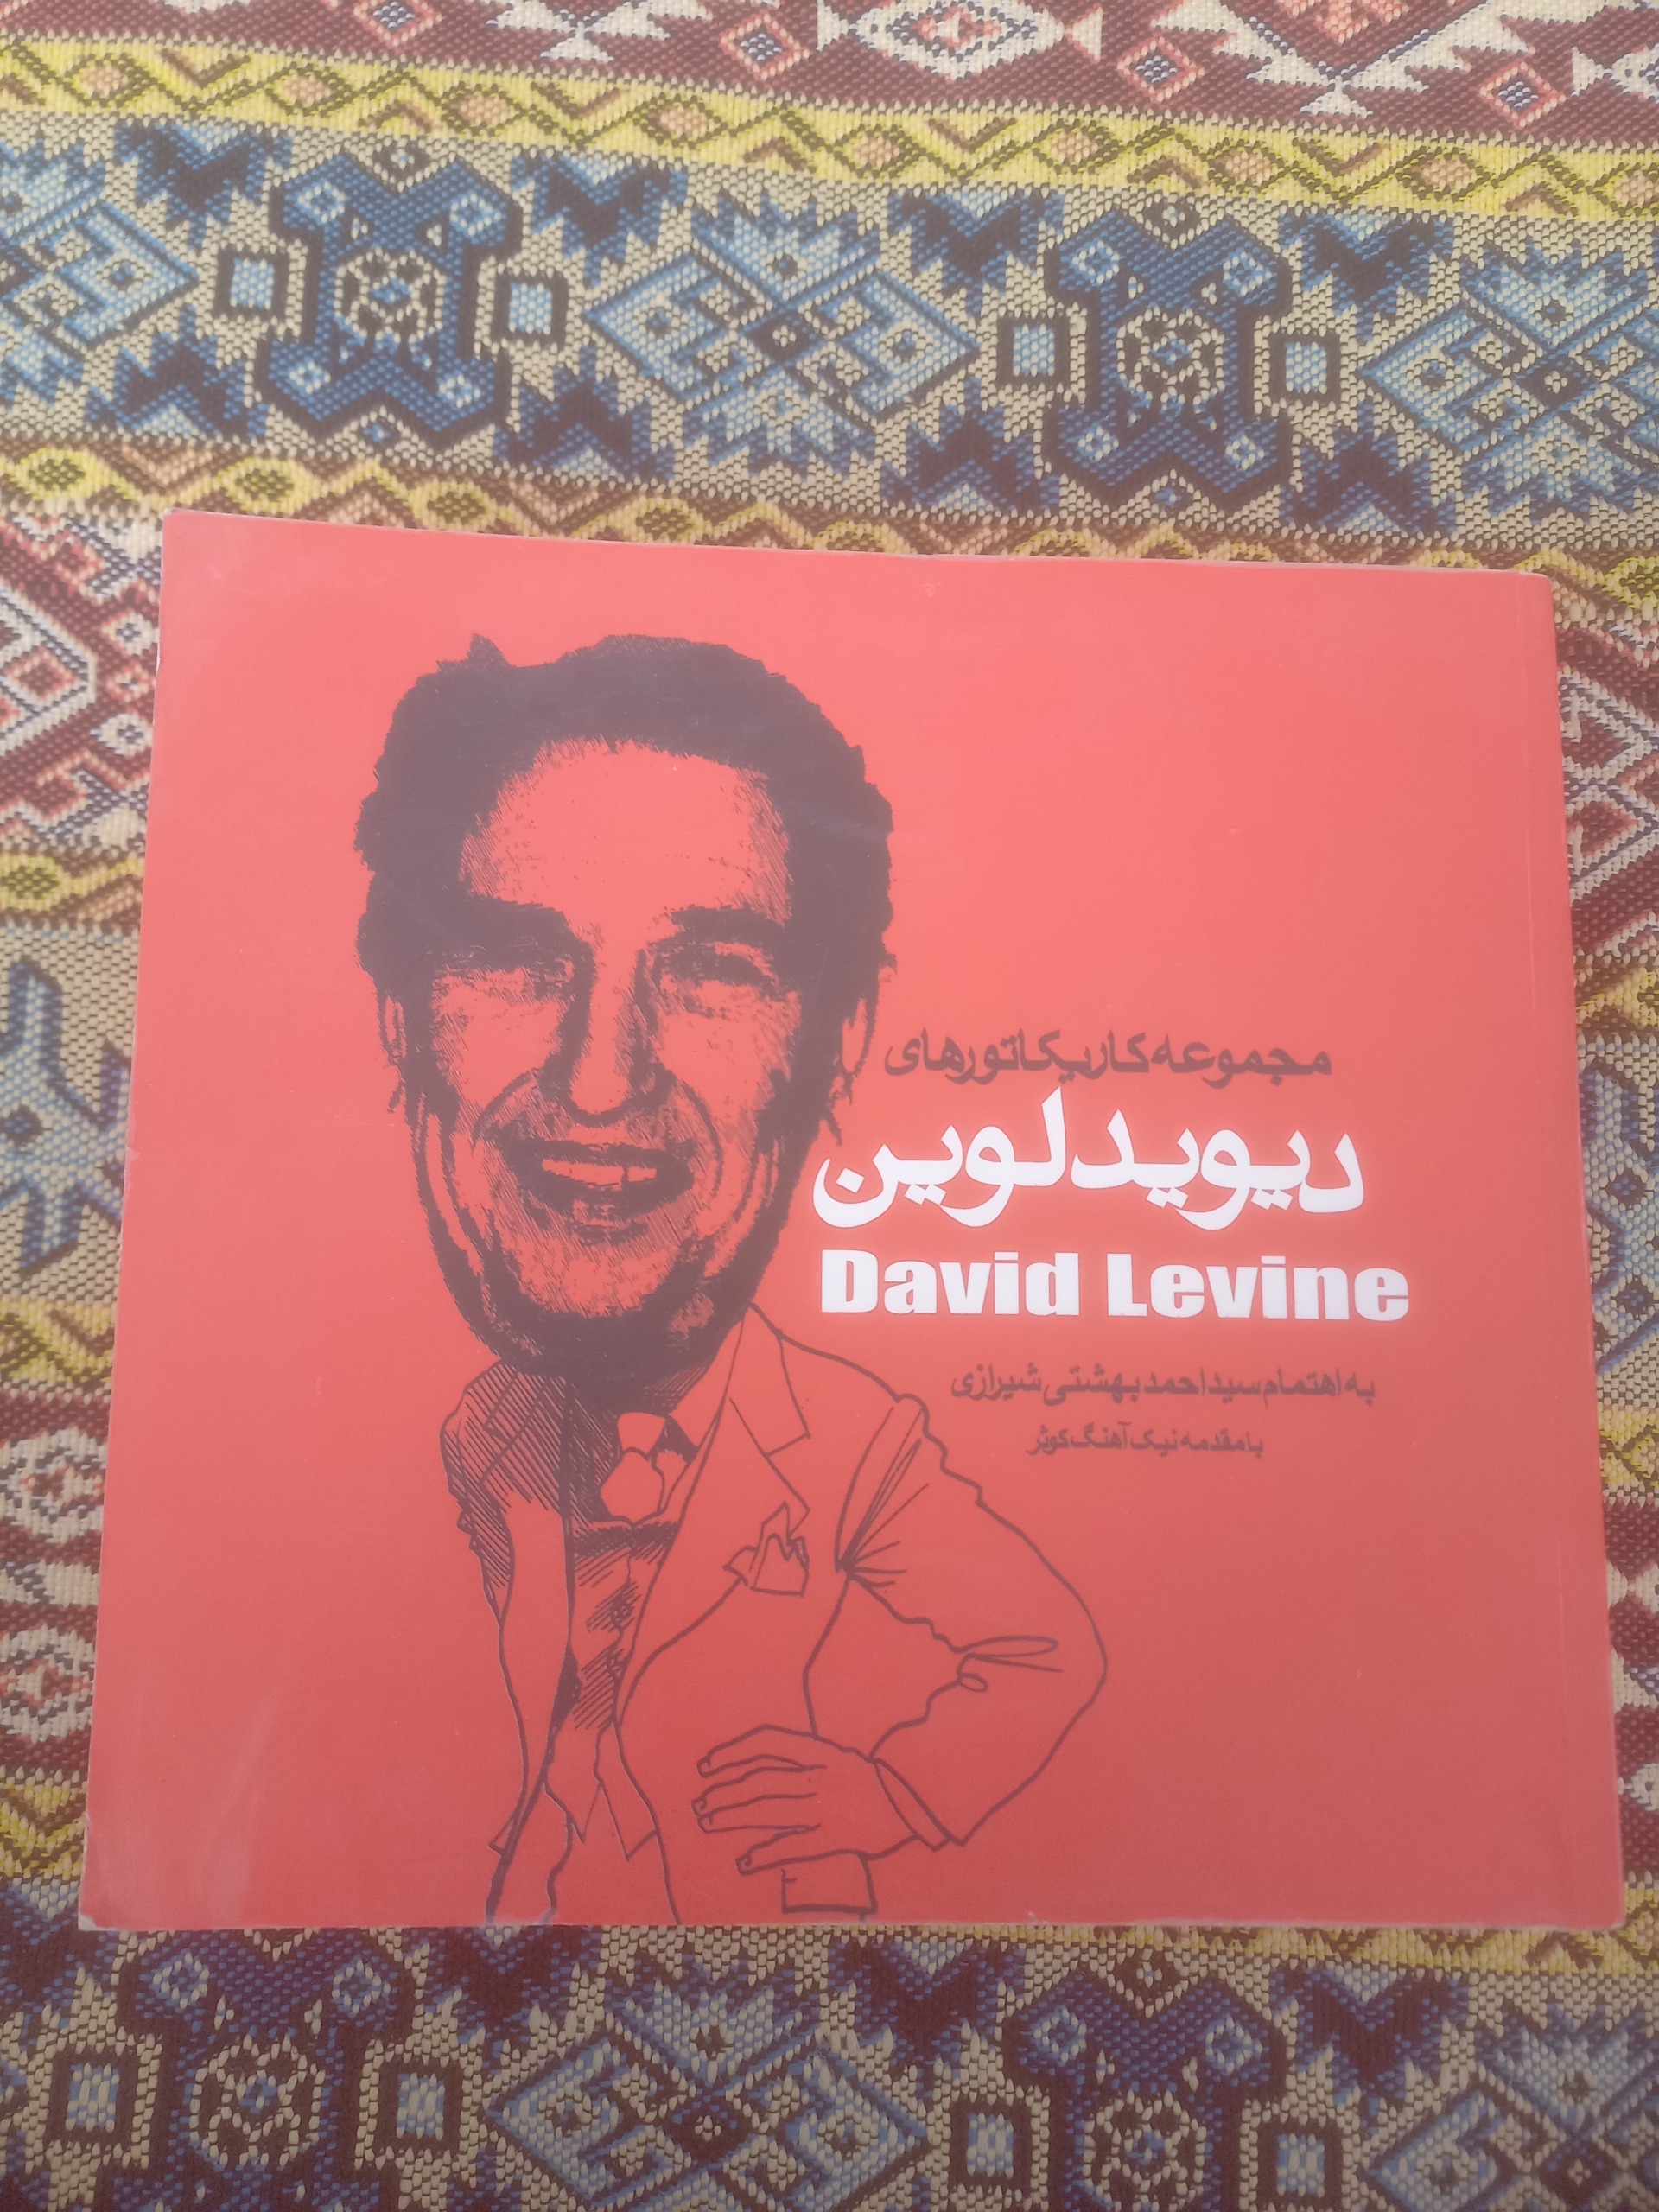 مجموعه کاریکاتورهای
دیوید لوین
David Levine
به اهتمام سید احمد بهشتی شیرازی
با مقدمه نیک آهنگ کوثر